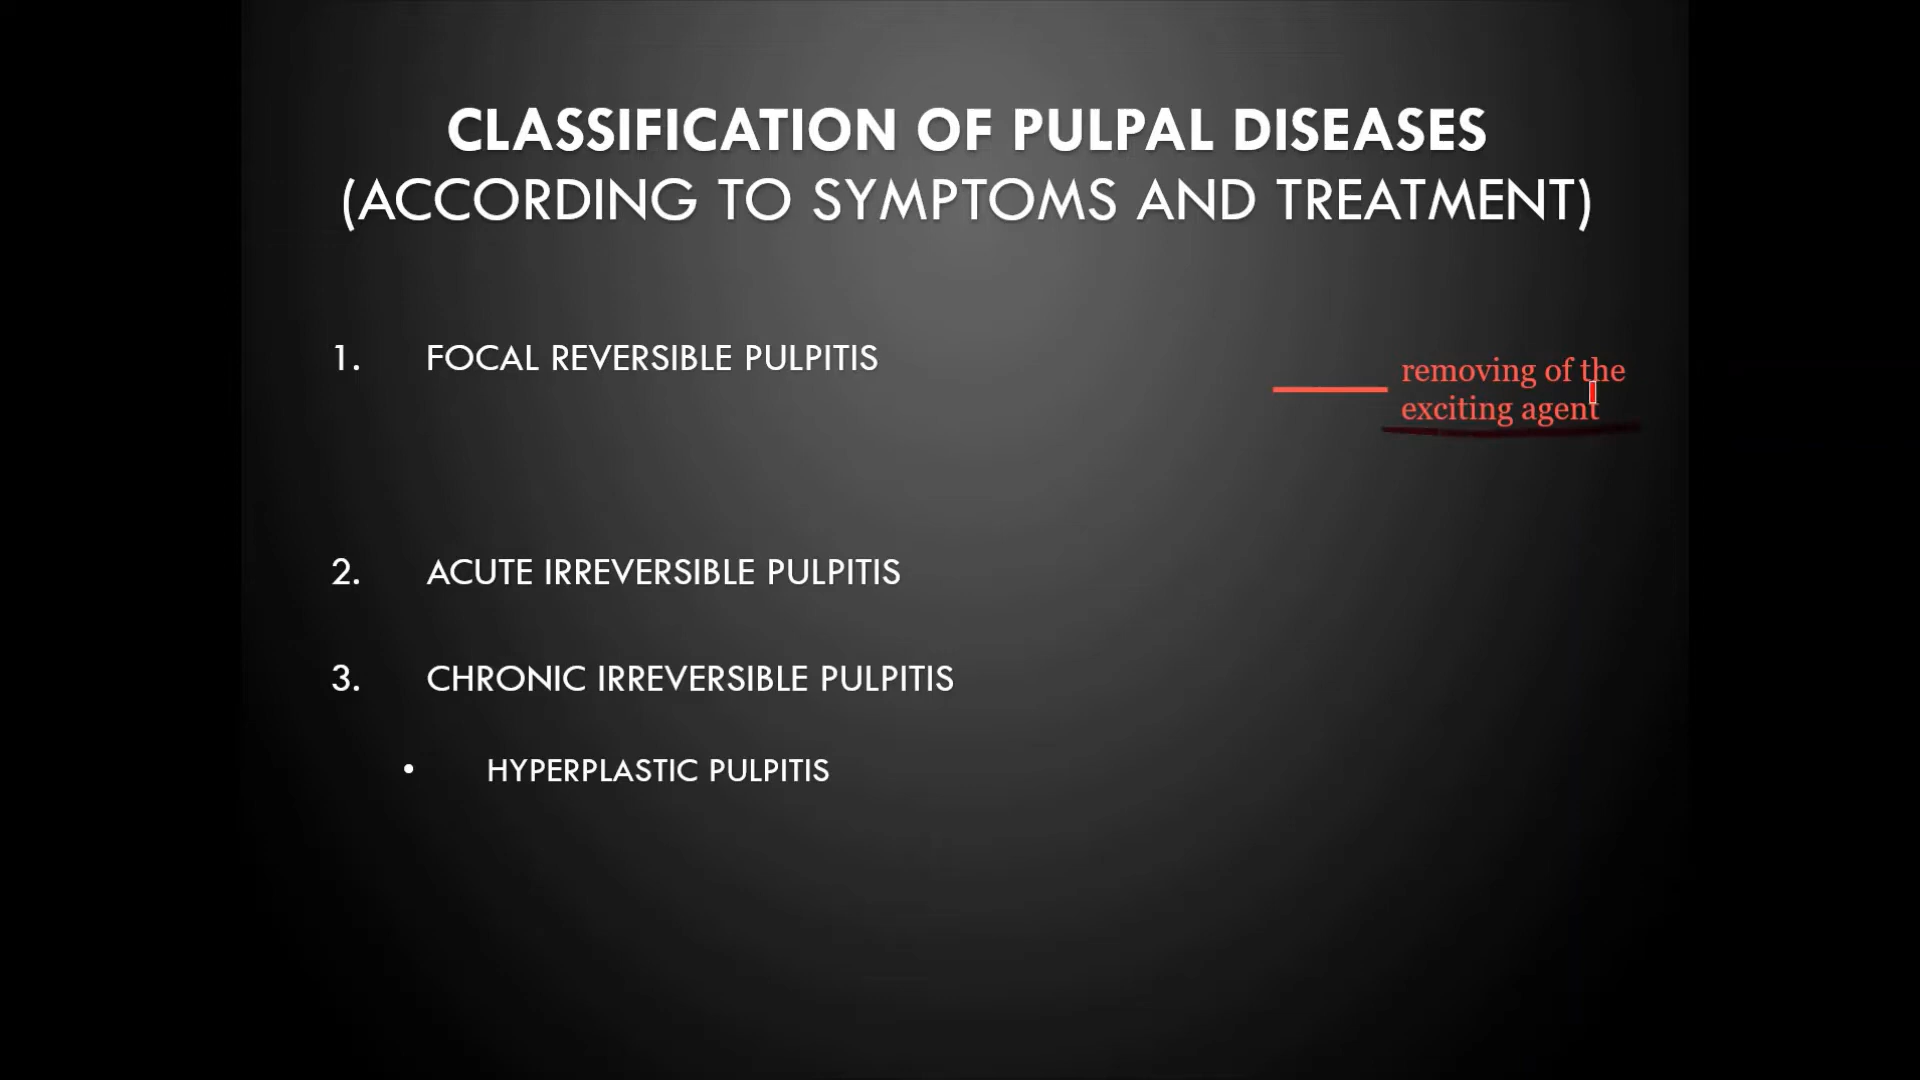 CLASSIFICATION OF PULPAL DISEASES
(ACCORDING TO SYMPTOMS AND TREATMENT)
1. FOCAL REVERSIBLE PULPITIS
removing of the
exciting agent
2. ACUTE IRREVERSIBLE PULPITIS
3. CHRONIC IRREVERSIBLE PULPITIS
• HYPERPLASTIC PULPITIS